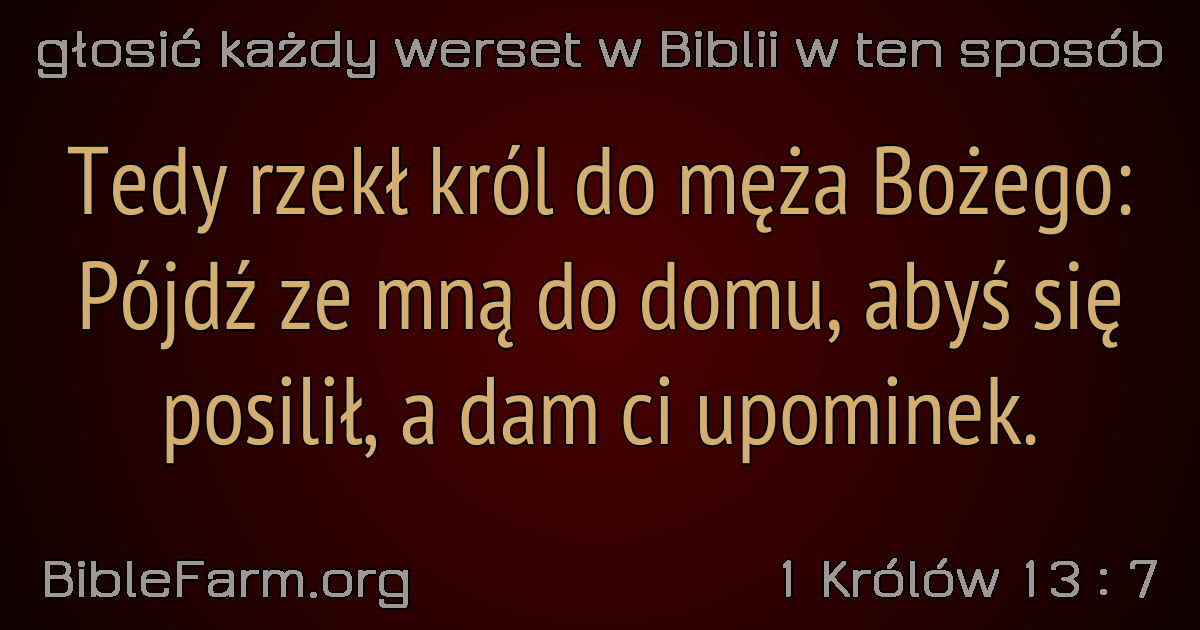 głosić każdy werset w Biblii w ten sposób
Tedy rzekł król do męża Bożego:
Pójdź ze mną do domu, abyś się
posilił, a dam ci upominek.
BibleFarm.org
1 Królów 13 : 7